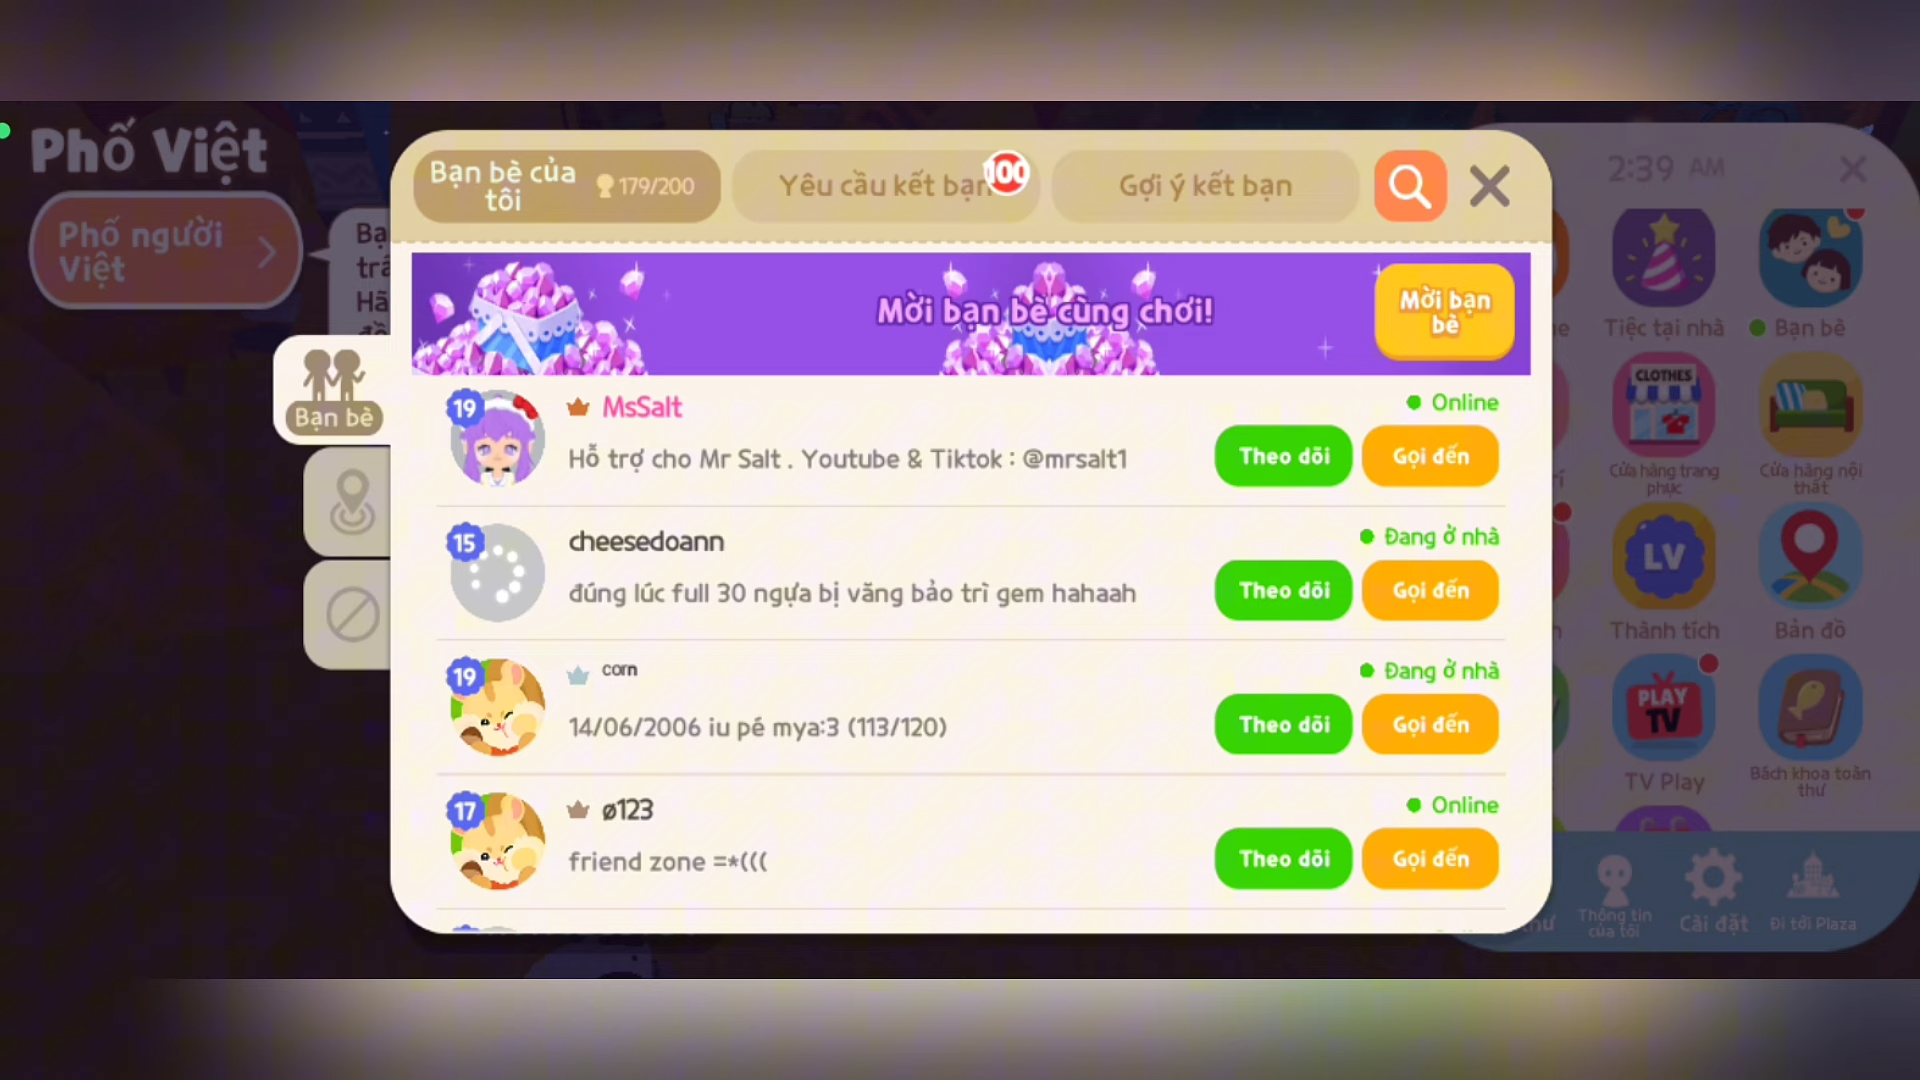 Phố Việt
Phố người
Việt
Bạn bè của
tôi
179/200
Yêu cầu kết bạn
100
Gợi ý kết bạn
2:39 AM
Mời bạn bè cùng chơi!
Mời bạn
bè
Bạn bè
19
MsSalt
Online
Hỗ trợ cho Mr Salt . Youtube & Tiktok : @mrsalt1
Theo dõi
Gọi đến
15
cheesedoann
Đang ở nhà
đúng lúc full 30 ngựa bị văng bảo trì gem hahaah
Theo dõi
Gọi đến
19
corn
Đang ở nhà
14/06/2006 iu pé mya:3 (113/120)
Theo dõi
Gọi đến
17
ø123
Online
friend zone =*(((
Theo dõi
Gọi đến
Tiệc tại nhà
Bạn bè
CLOTHES
Cửa hàng trang
phục
Cửa hàng nội
thất
LV
Thành tích
Bản đồ
PLAY
TV
TV Play
Bách khoa toàn
thư
Thông tin
của tôi
Cài đặt
Đi tới Plaza